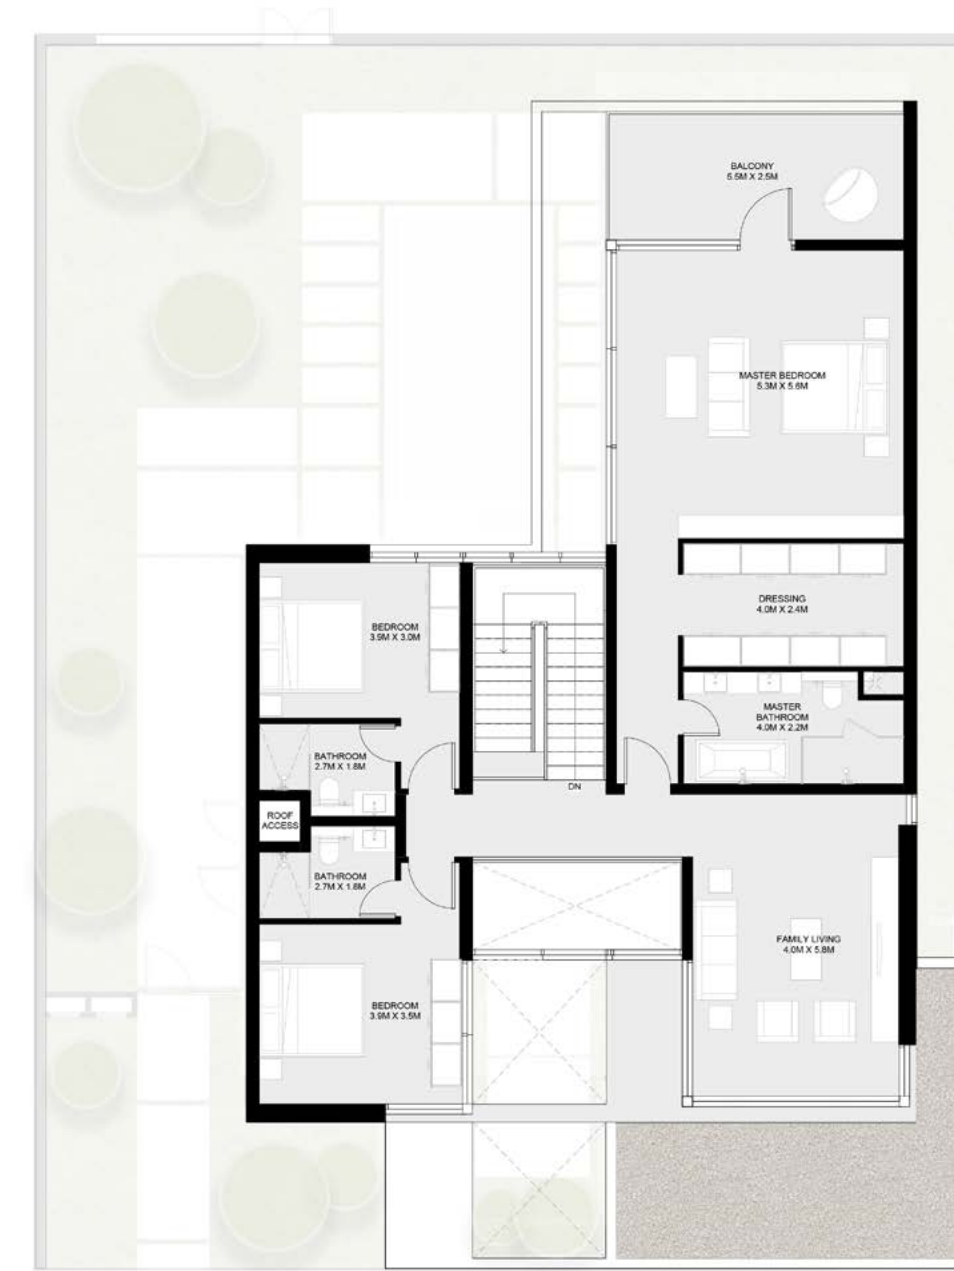 BALCONY
5.5M X 2.5M
MASTER BEDROOM
5.3M X 5.6M
DRESSING
4.0M X 2.4M
BEDROOM
3.9M X 3.0M
MASTER
BATHROOM
4.0M X 2.2M
BATHROOM
2.7M X 1.8M
DN
ROOF
ACCESS
BATHROOM
2.7M X 1.8M
FAMILY LIVING
4.0M X 5.8M
BEDROOM
3.9M X 3.5M